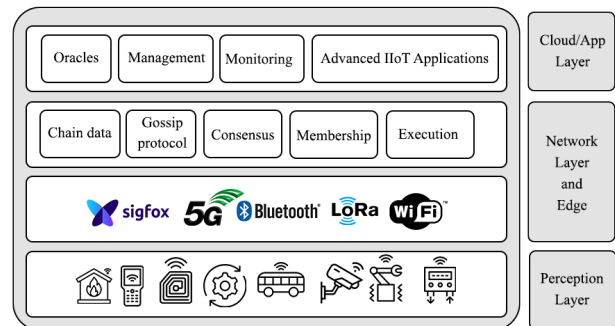 Oracles
Management
Monitoring
Advanced IIoT Applications
Cloud/App
Layer
Chain data
Gossip
protocol
Consensus
Membership
Execution
Network
Layer
and
Edge
sigfox
5G
Bluetooth®
LoRa
WiFi™
Perception
Layer